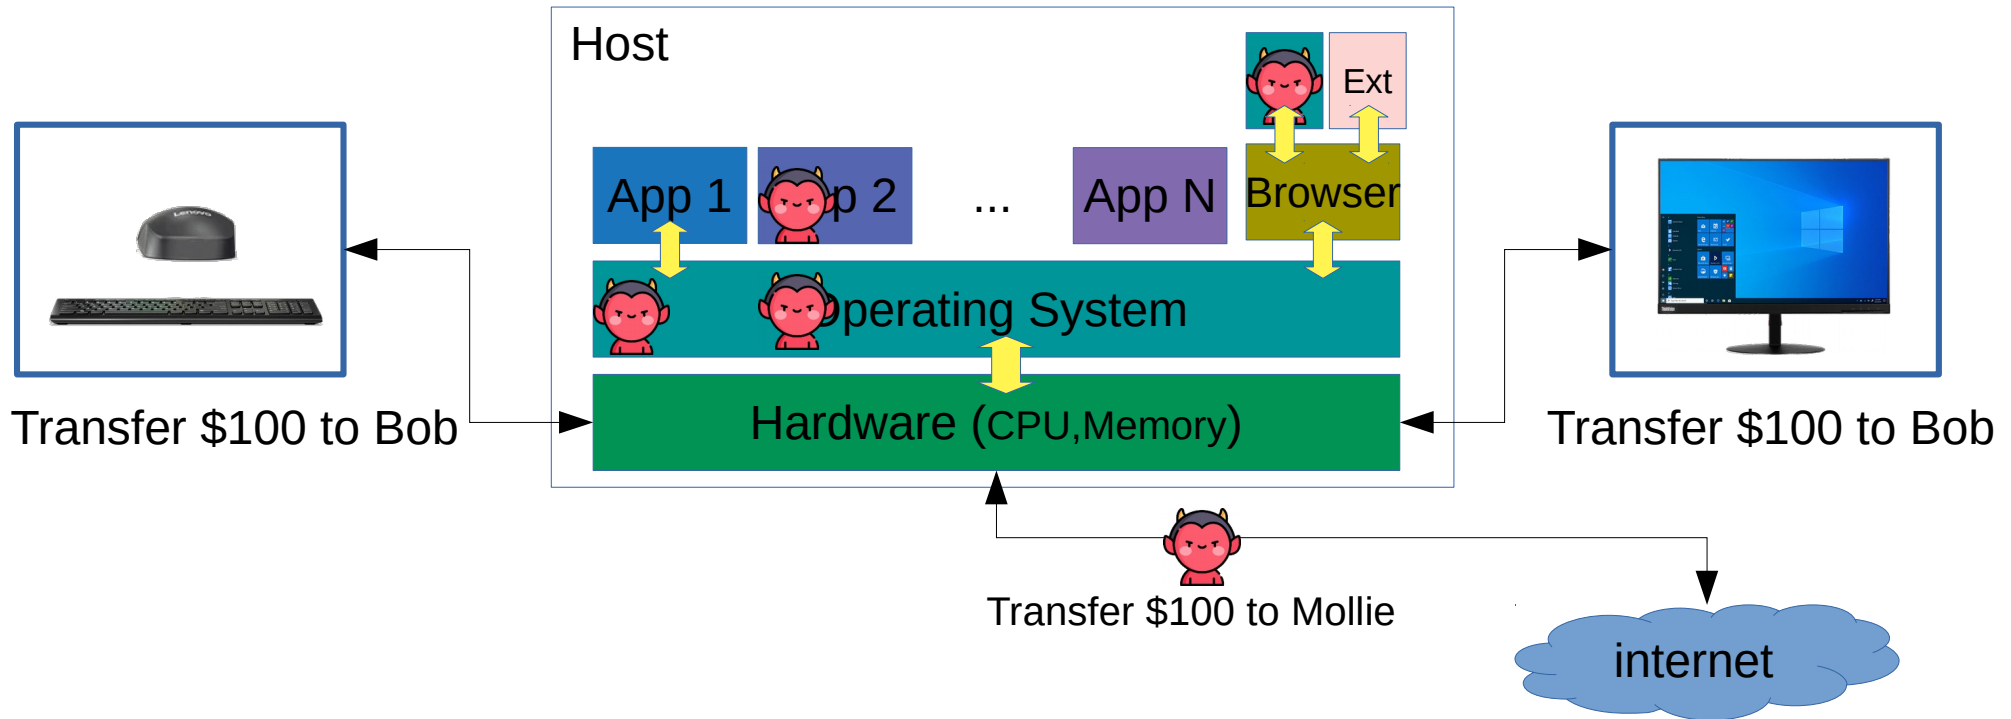 Host
Ext
App 1
p 2
...
App N
Browser
Lenovo
perating System
Hardware (CPU,Memory)
Transfer $100 to Bob
Transfer $100 to Bob
Transfer $100 to Mollie
internet